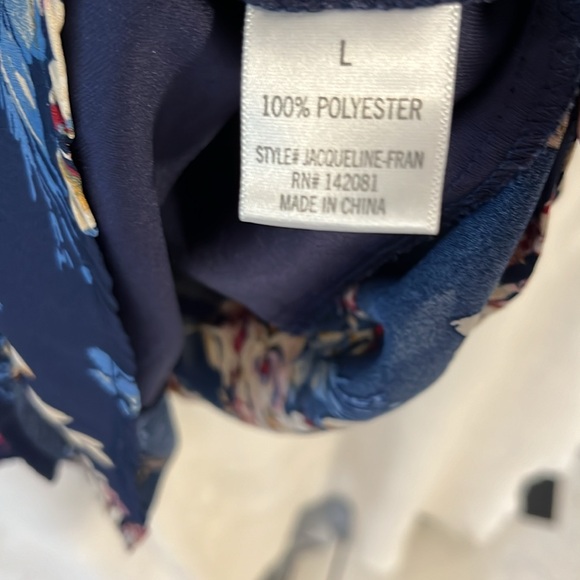 L
100% POLYESTER
STYLE# JACQUELINE-FRAN
RN# 142081
MADE IN CHINA